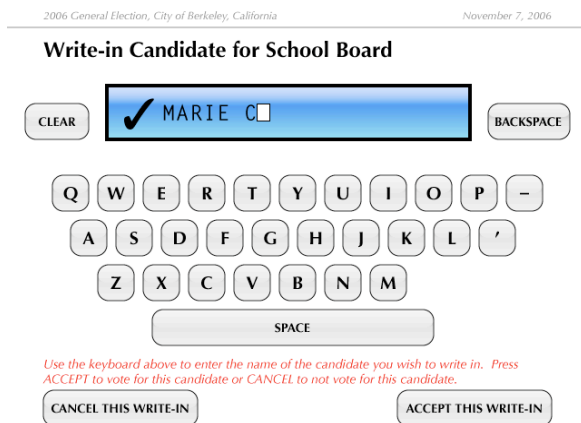 2006 General Election, City of Berkeley, California November 7, 2006
Write-in Candidate for School Board
CLEAR MARIE C BACKSPACE
Q W E R T Y U I O P –
A S D F G H J K L ′
Z X C V B N M
SPACE
Use the keyboard above to enter the name of the candidate you wish to write in. Press
ACCEPT to vote for this candidate or CANCEL to not vote for this candidate.
CANCEL THIS WRITE-IN ACCEPT THIS WRITE-IN